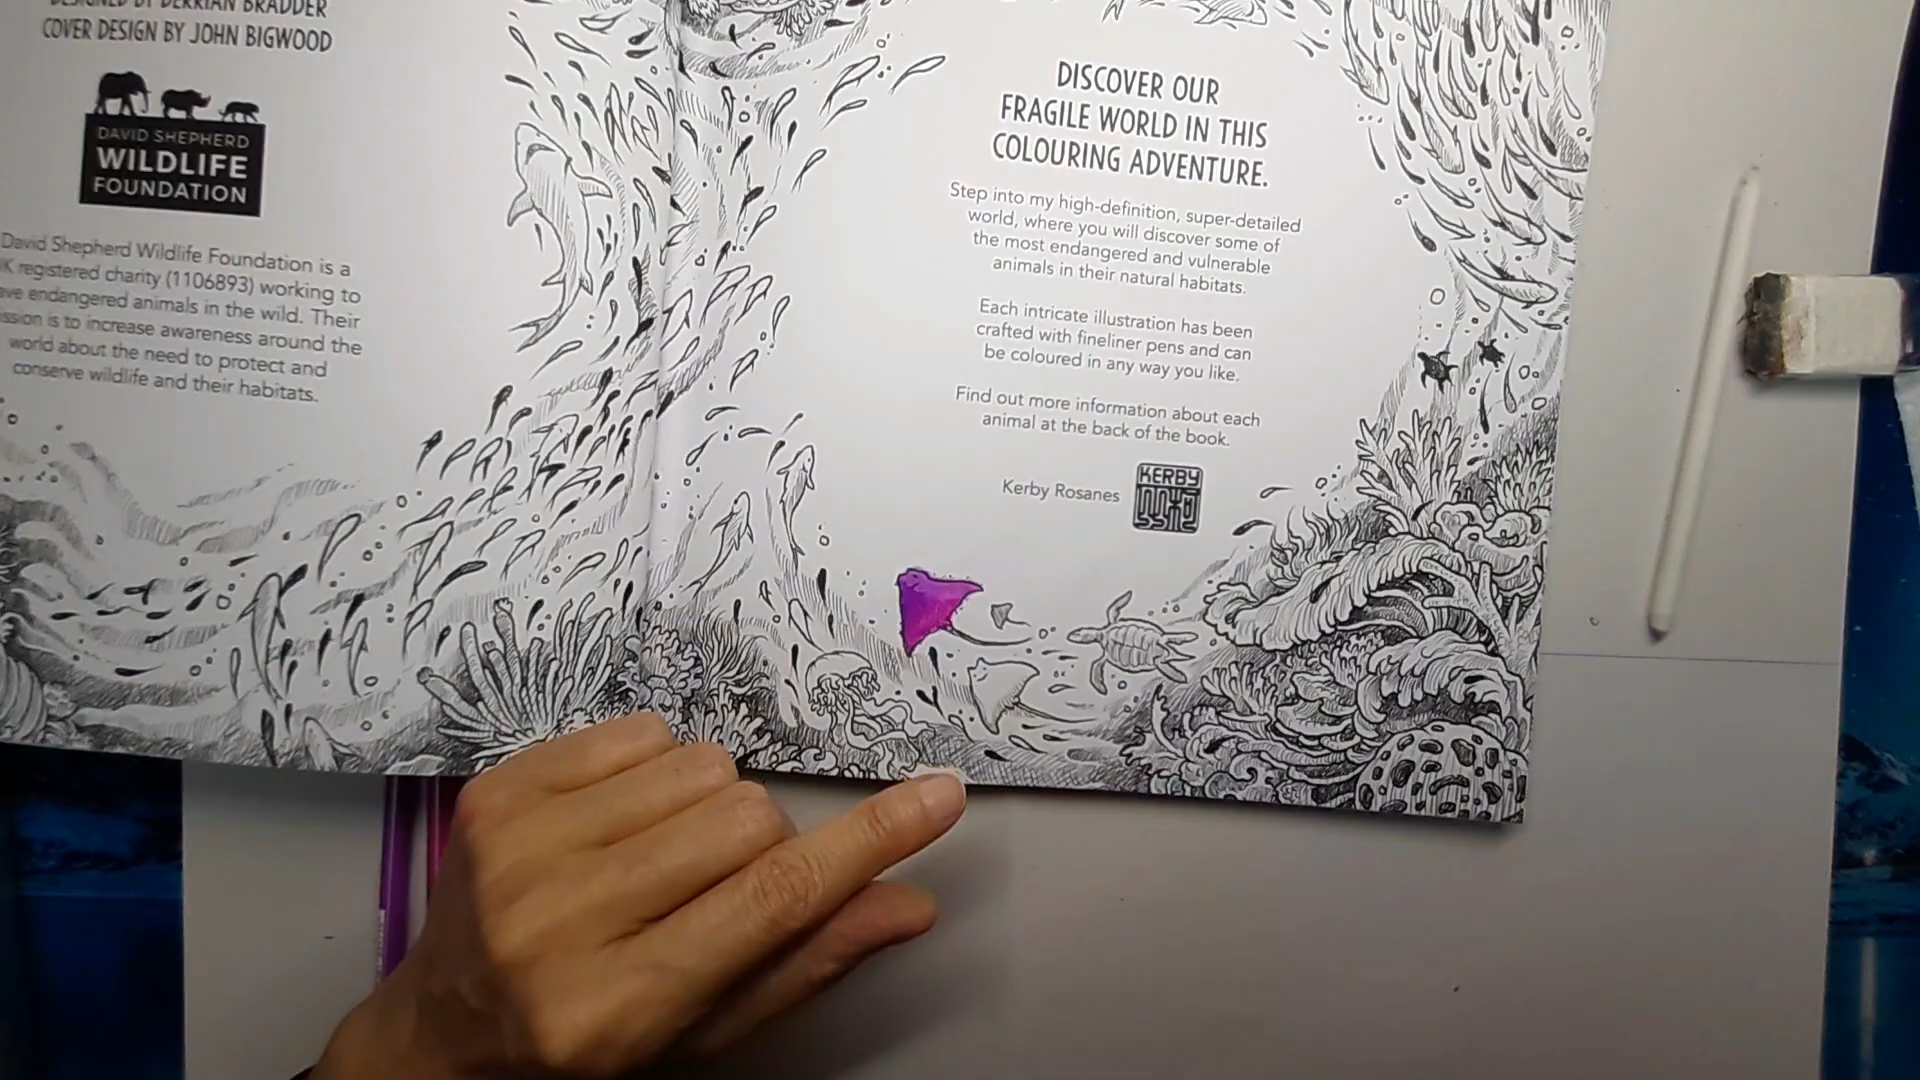 DESIGNED BY DERRIAN BRADDER
COVER DESIGN BY JOHN BIGWOOD
DAVID SHEPHERD
WILDLIFE
FOUNDATION
David Shepherd Wildlife Foundation is a
registered charity (1106893) working to
endangered animals in the wild. Their
is to increase awareness around the
world about the need to protect and
conserve wildlife and their habitats.
DISCOVER OUR
FRAGILE WORLD IN THIS
COLOURING ADVENTURE.
Step into my high-definition, super-detailed
world, where you will discover some of
the most endangered and vulnerable
animals in their natural habitats.
Each intricate illustration has been
crafted with fineliner pens and can
be coloured in any way you like.
Find out more information about each
animal at the back of the book.
Kerby Rosanes
KERBY